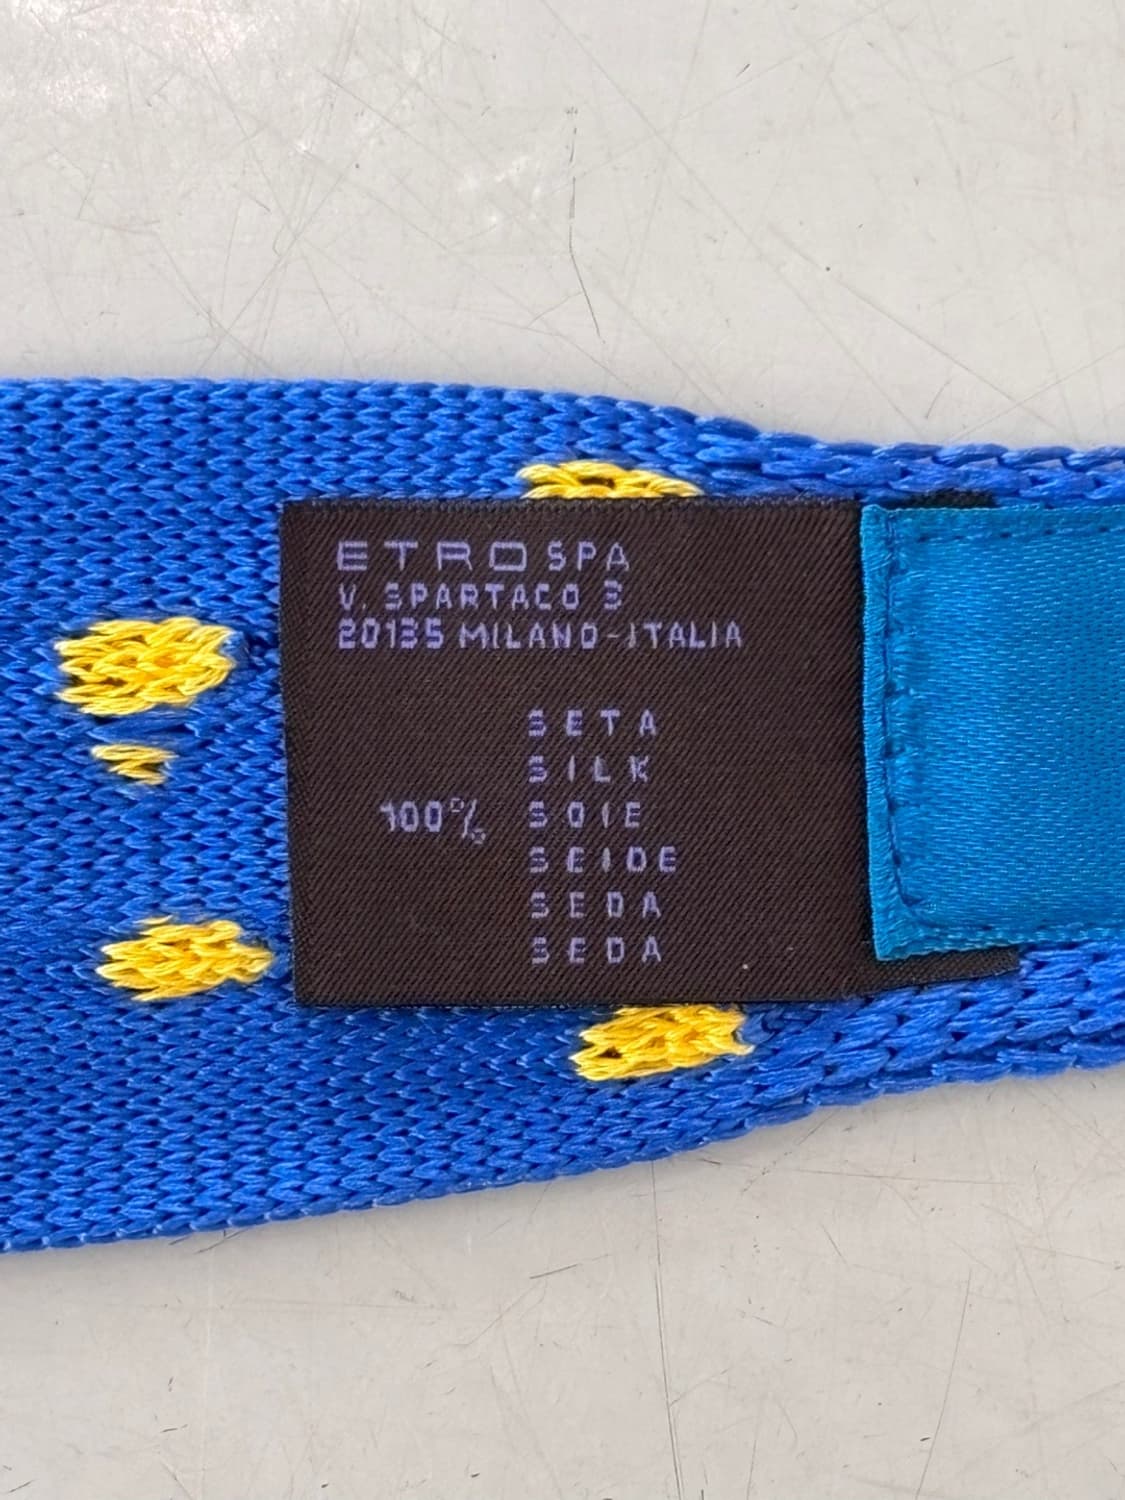 ETRO SPA
V. SPARTACO 3
20135 MILANO-ITALIA
SETA
SILK
100% SOIE
SEIDE
SEDA
SEDA